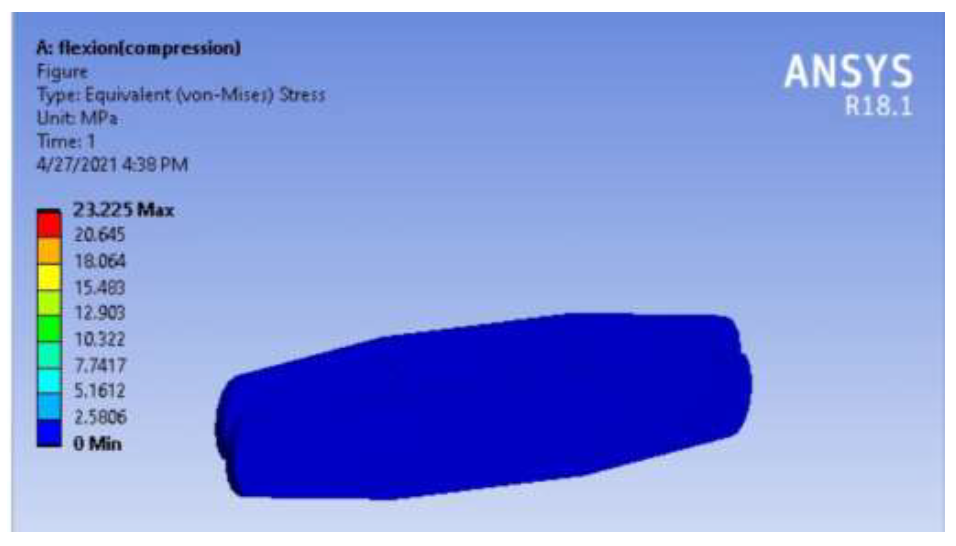 A: flexion(compression)
Figure
Type: Equivalent (von-Mises) Stress
Unit: MPa
Time: 1
4/27/2021 4:38 PM
ANSYS
R18.1
23.225 Max
20.645
18.064
15.483
12.903
10.322
7.7417
5.1612
2.5806
0 Min